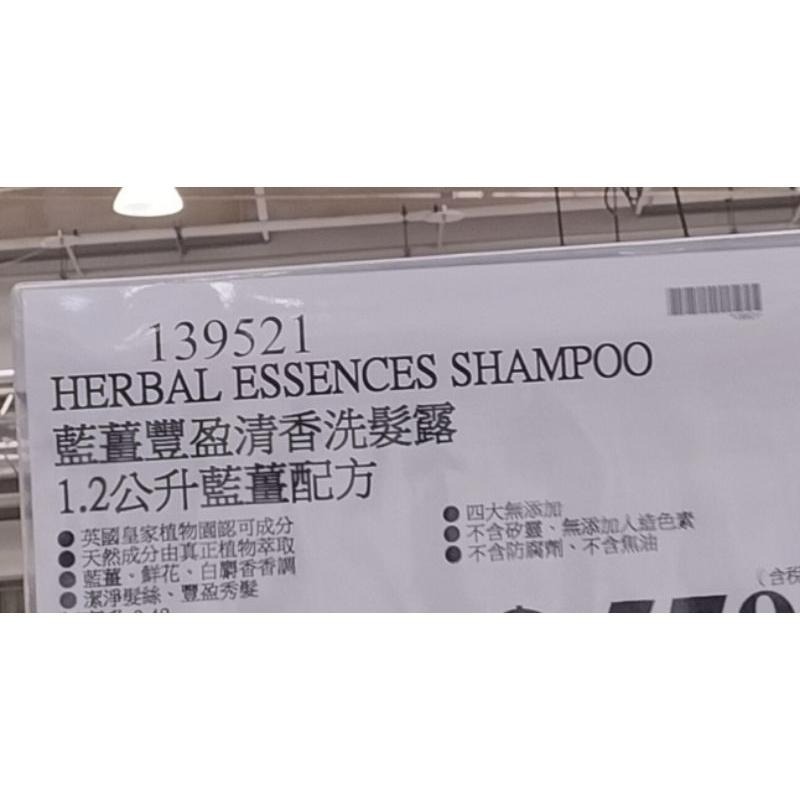 139521
HERBAL ESSENCES SHAMPOO
藍薑豐盈清香洗髮露
1.2公升藍薑配方
●英國皇家植物園認可成分
●天然成分由真正植物萃取
●藍薑、鮮花、白麝香香調
●潔淨髮絲、豐盈秀髮
●四大無添加
●不含矽靈、無添加人造色素
●不含防腐劑、不含焦油
(含稅